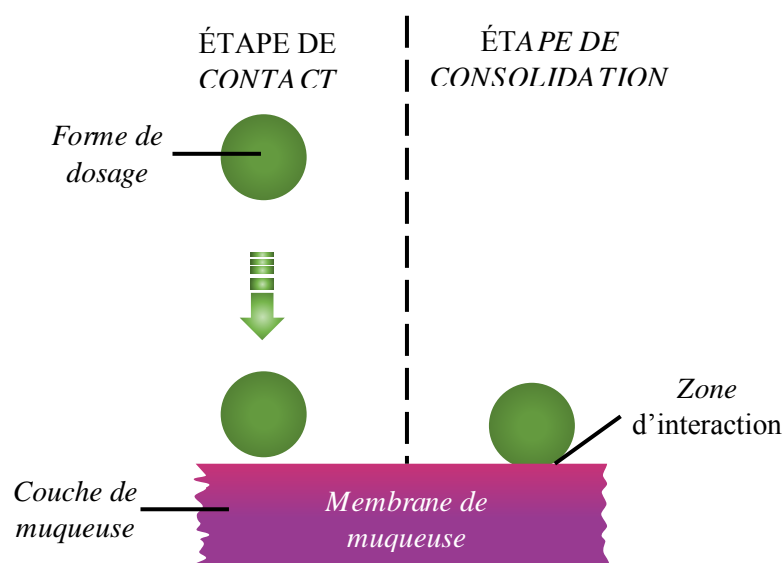 ÉTAPE DE
CONTACT
ÉTAPE DE
CONSOLIDATION
Forme de
dosage
Zone
d’interaction
Couche de
muqueuse
Membrane de
muqueuse